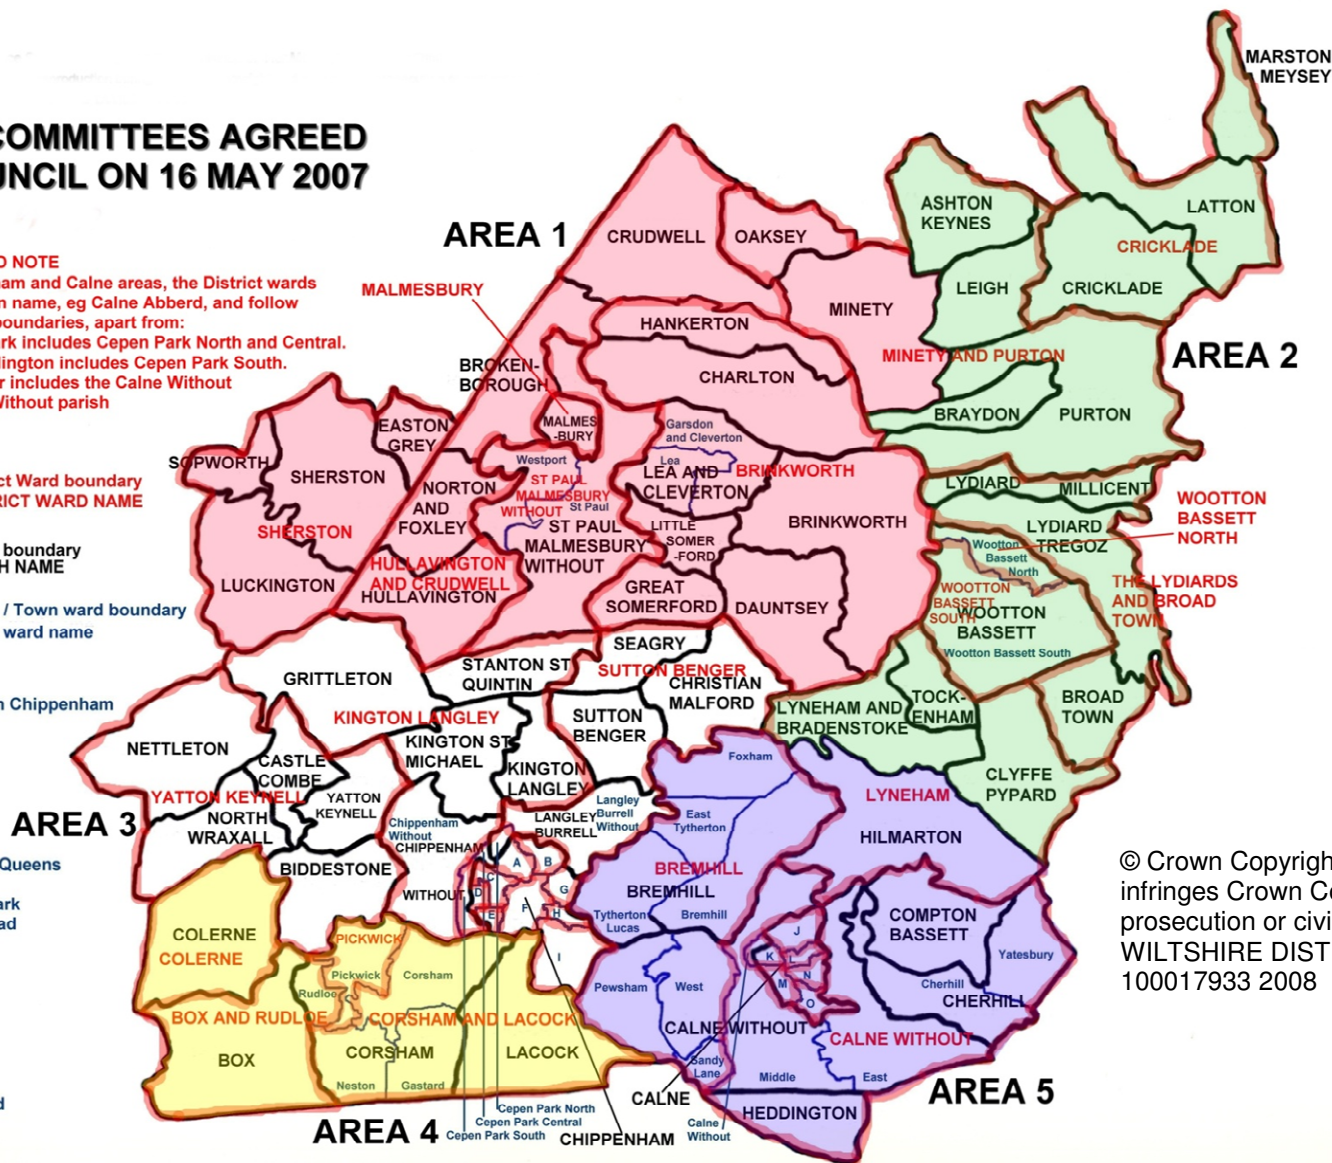 COMMITTEES AGREED
UNCIL ON 16 MAY 2007
D NOTE
ham and Calne areas, the District wards
n name, eg Calne Abberd, and follow
boundaries, apart from:
rk includes Cepen Park North and Central.
lington includes Cepen Park South.
r includes the Calne Without
Without parish
ct Ward boundary
RICT WARD NAME
boundary
H NAME
/ Town ward boundary
ward name
n Chippenham
Queens
ark
ad
d
AREA 1
MALMESBURY
CRUDWELL
OAKSEY
MINETY
HANKERTON
CHARLTON
BROKEN-
BOROUGH
MALMES
-BURY
EASTON
GREY
SOPWORTH
SHERSTON
SHERSTON
LUCKINGTON
NORTON
AND
FOXLEY
HULLAVINGTON
AND CRUDWELL
HULLAVINGTON
Westport
ST PAUL
MALMESBURY
WITHOUT
St Paul
ST PAUL
MALMESBURY
WITHOUT
Garsdon
and Cleverton
Lea
LEA AND
CLEVERTON
BRINKWORTH
BRINKWORTH
LITTLE
SOMER
-FORD
GREAT
SOMERFORD
DAUNTSEY
MARSTON
MEYSEY
ASHTON
KEYNES
LATTON
CRICKLADE
CRICKLADE
LEIGH
MINETY AND PURTON
AREA 2
BRAYDON
PURTON
LYDIARD
MILLICENT
LYDIARD
TREGOZ
WOOTTON
BASSETT
NORTH
Wootton
Bassett
North
WOOTTON
BASSETT
SOUTH
WOOTTON
BASSETT
Wootton Bassett South
THE LYDIARDS
AND BROAD
TOWN
LYNEHAM AND
BRADENSTOKE
TOCK-
ENHAM
BROAD
TOWN
CLYFFE
PYPARD
SEAGRY
STANTON ST
QUINTIN
SUTTON BENGER
CHRISTIAN
MALFORD
GRITTLETON
KINGTON LANGLEY
SUTTON
BENGER
NETTLETON
CASTLE
COMBE
KINGTON ST
MICHAEL
KINGTON
LANGLEY
YATTON KEYNELL
YATTON
KEYNELL
NORTH
WRAXALL
AREA 3
BIDDESTONE
Chippenham
Without
CHIPPENHAM
WITHOUT
LANGLEY
BURRELL
Langley
Burrell
Without
A
B
C
D
E
F
G
H
I
Foxham
LYNEHAM
East
Tytherton
HILMARTON
BREMHILL
BREMHILL
Tytherton
Lucas
Bremhill
COMPTON
BASSETT
Yatesbury
J
K
L
M
N
O
Cherhill
CHERHILL
Pewsham
West
CALNE WITHOUT
CALNE WITHOUT
Sandy
Lane
Middle
East
HEDDINGTON
AREA 5
CALNE
Calne
Without
COLERNE
COLERNE
PICKWICK
Pickwick
Corsham
Rudloe
BOX AND RUDLOE
CORSHAM AND LACOCK
BOX
CORSHAM
LACOCK
Neston
Gastard
AREA 4
Cepen Park North
Cepen Park Central
Cepen Park South
CHIPPENHAM
© Crown Copyrigh
infringes Crown Co
prosecution or civi
WILTSHIRE DIST
100017933 2008